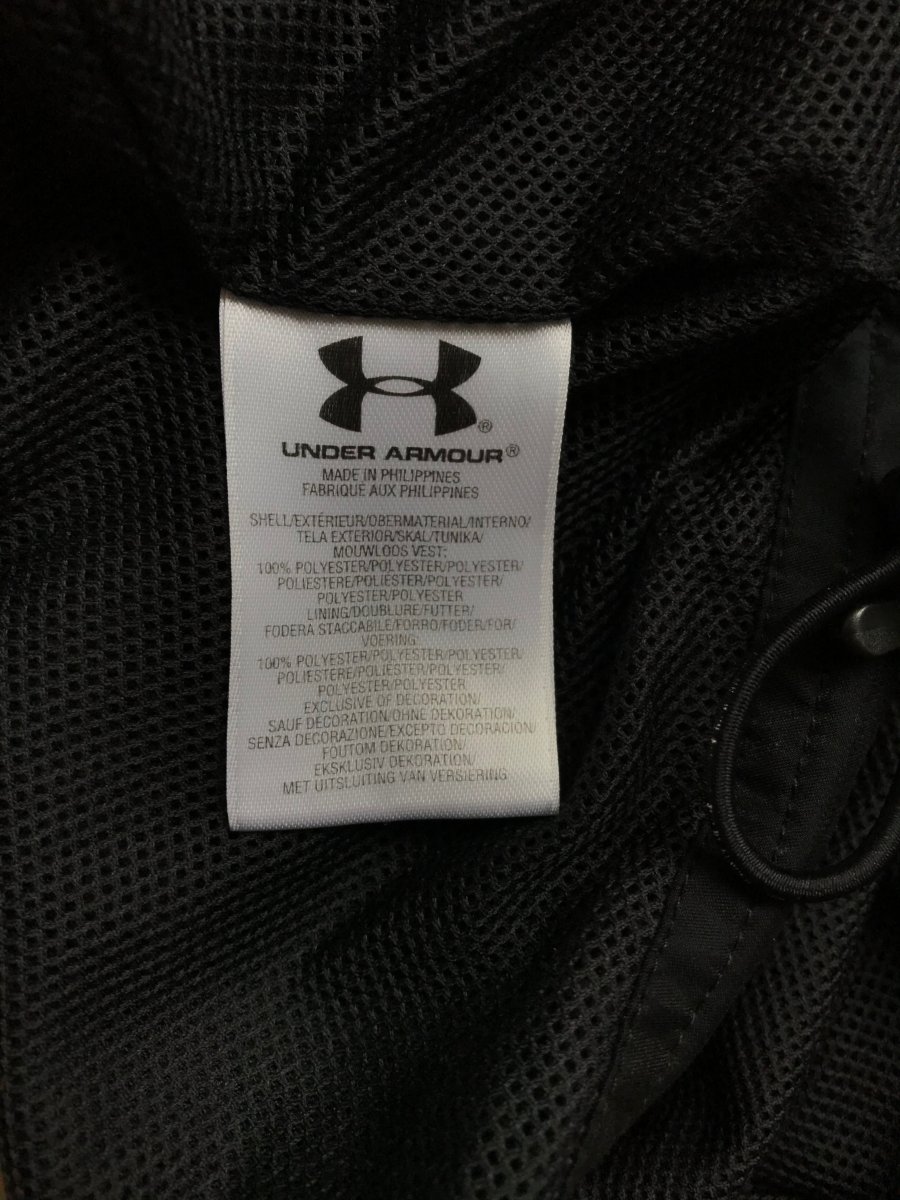 ®
UNDER ARMOUR®
MADE IN PHILIPPINES
FABRIQUE AUX PHILIPPINES
SHELL/EXTÉRIEUR/OBERMATERIAL/INTERNO/
TELA EXTERIOR/SKAL/TUNIKA/
MOUWLOOS VEST:
100% POLYESTER/POLYESTER/POLYESTER/
POLIESTERE/POLIÉSTER/POLYESTER/
POLYESTER/POLYESTER
LINING/DOUBLURE/FUTTER/
FODERA STACCABILE/FORRO/FODER/FOR/
VOERING:
100% POLYESTER/POLYESTER/POLYESTER/
POLIESTERE/POLIÉSTER/POLYESTER/
POLYESTER/POLYESTER
EXCLUSIVE OF DECORATION/
SAUF DÉCORATION/OHNE DEKORATION/
SENZA DECORAZIONE/EXCEPTO DECORACIÓN/
FOUTOM DEKORATION/
EKSKLUSIV DEKORATION/
MET UITSLUITING VAN VERSIERING